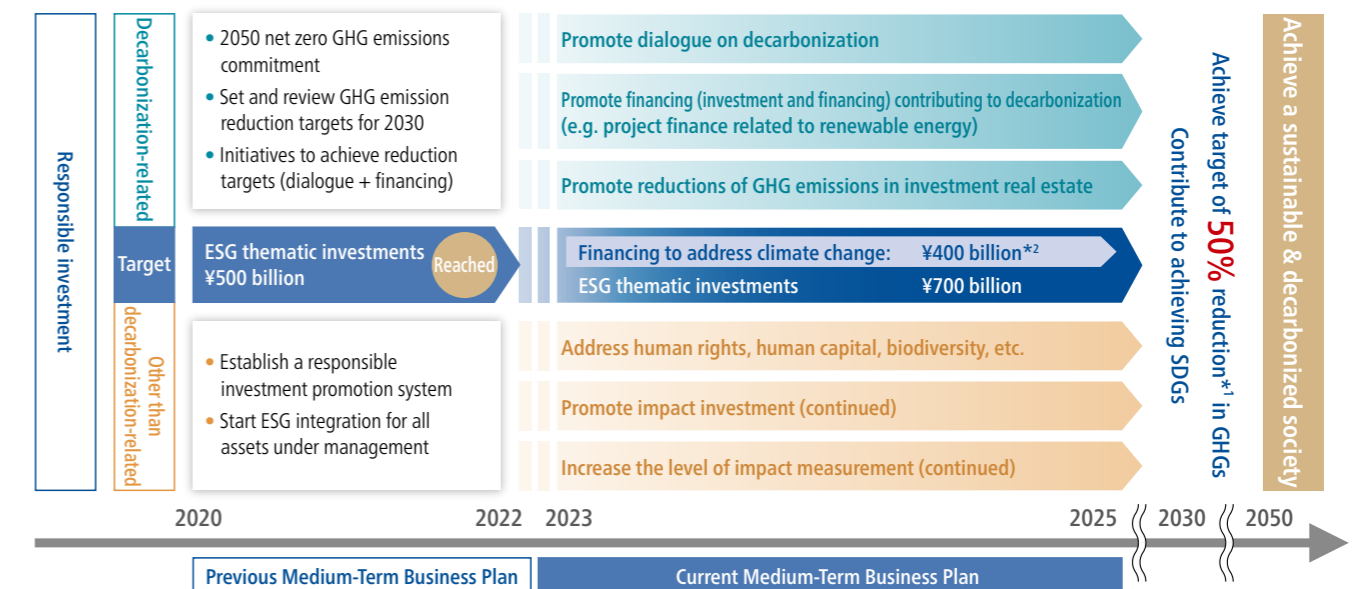 Responsible investment
Decarbonization-related
• 2050 net zero GHG emissions
commitment
• Set and review GHG emission
reduction targets for 2030
• Initiatives to achieve reduction
targets (dialogue + financing)
Promote dialogue on decarbonization
Promote financing (investment and financing) contributing to decarbonization
(e.g. project finance related to renewable energy)
Promote reductions of GHG emissions in investment real estate
Target
ESG thematic investments
¥500 billion
Reached
Financing to address climate change: ¥400 billion*2
ESG thematic investments ¥700 billion
Other than
decarbonization-related
• Establish a responsible
investment promotion system
• Start ESG integration for all
assets under management
Address human rights, human capital, biodiversity, etc.
Promote impact investment (continued)
Increase the level of impact measurement (continued)
Achieve target of 50% reduction*1 in GHGs
Contribute to achieving SDGs
Achieve a sustainable & decarbonized society
2020 2022 2023 2025 2030 2050
Previous Medium-Term Business Plan
Current Medium-Term Business Plan